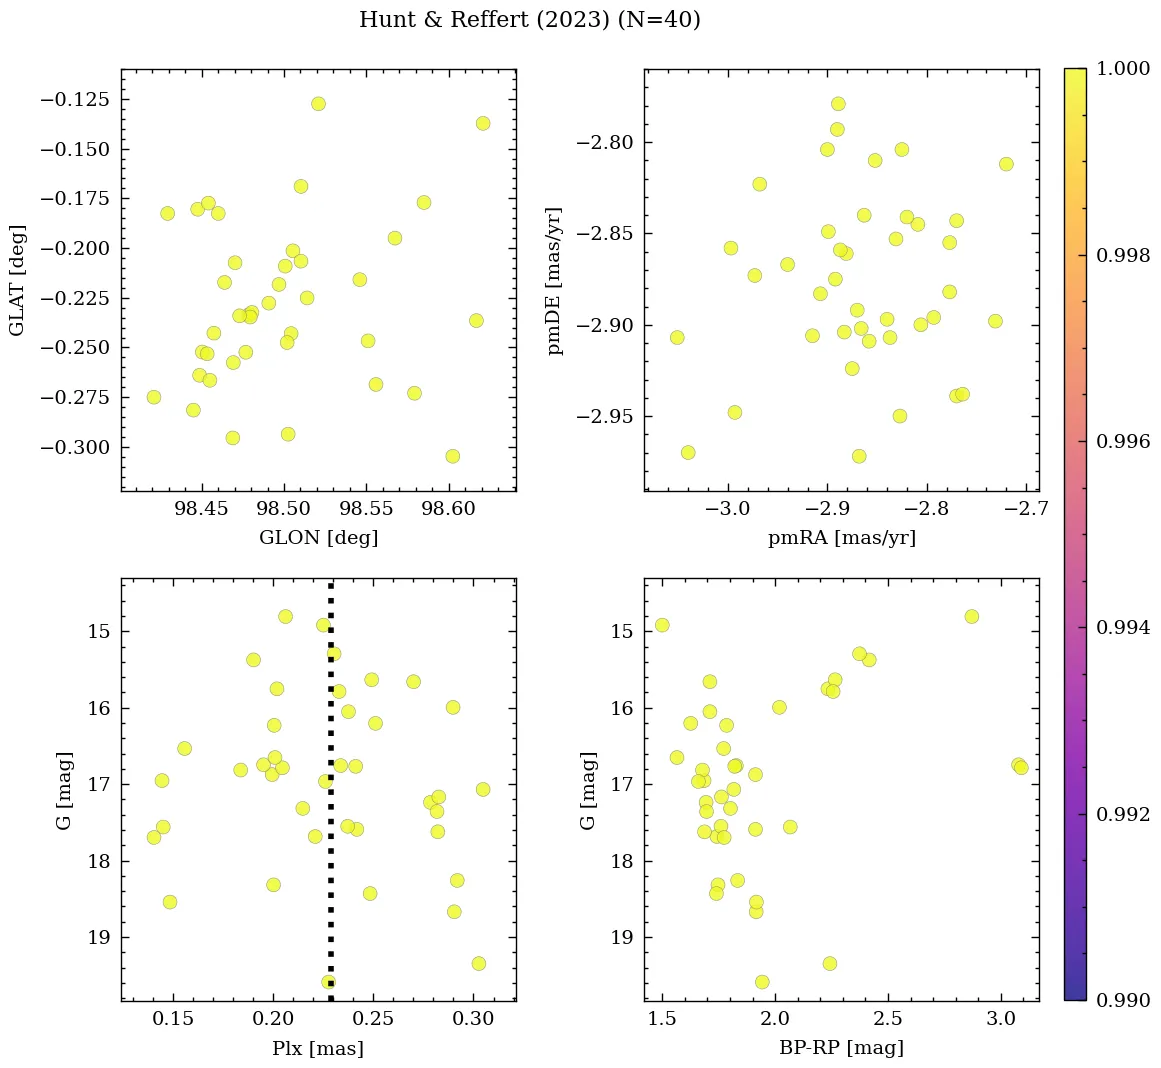 Hunt & Reffert (2023) (N=40)
−0.125
−0.150
−0.175
−0.200
−0.225
−0.250
−0.275
−0.300
GLAT [deg]
98.45 98.50 98.55 98.60
GLON [deg]
−2.80
−2.85
−2.90
−2.95
pmDE [mas/yr]
−3.0 −2.9 −2.8 −2.7
pmRA [mas/yr]
15
16
17
18
19
G [mag]
0.15 0.20 0.25 0.30
Plx [mas]
15
16
17
18
19
G [mag]
1.5 2.0 2.5 3.0
BP-RP [mag]
1.000
0.998
0.996
0.994
0.992
0.990